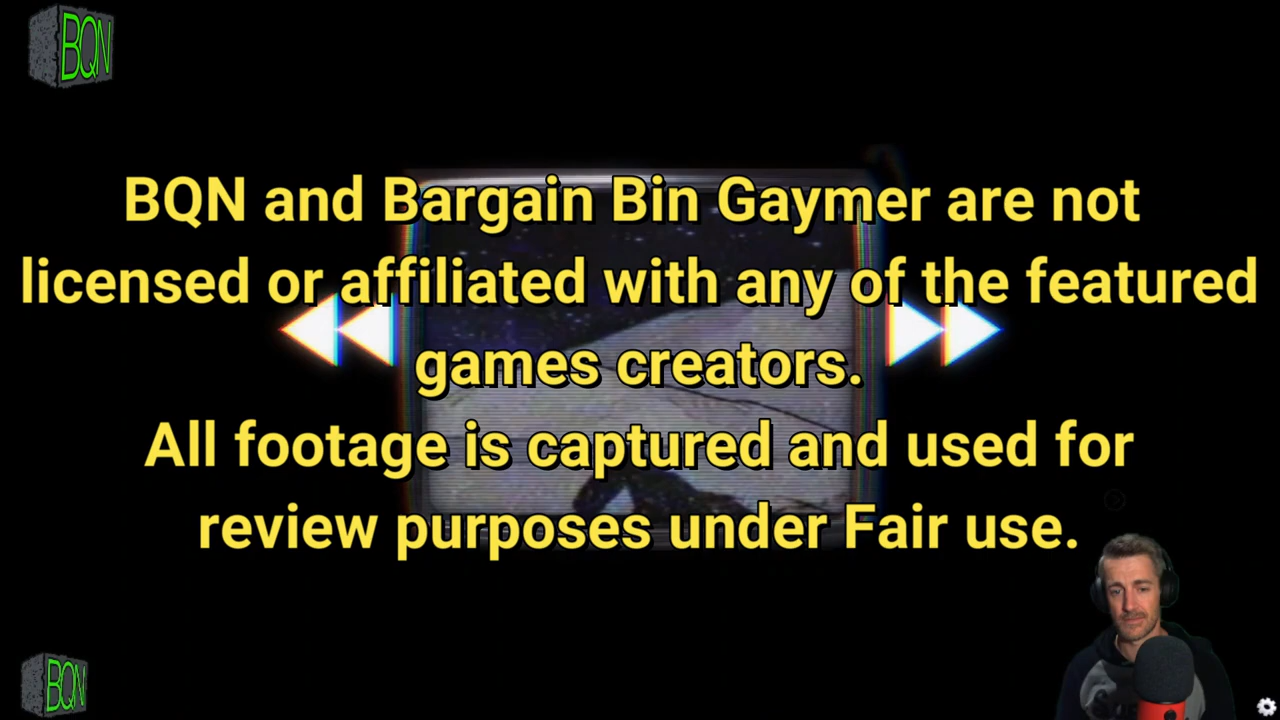 BQN
BQN and Bargain Bin Gaymer are not
licensed or affiliated with any of the featured
games creators.
All footage is captured and used for
review purposes under Fair use.
BQN